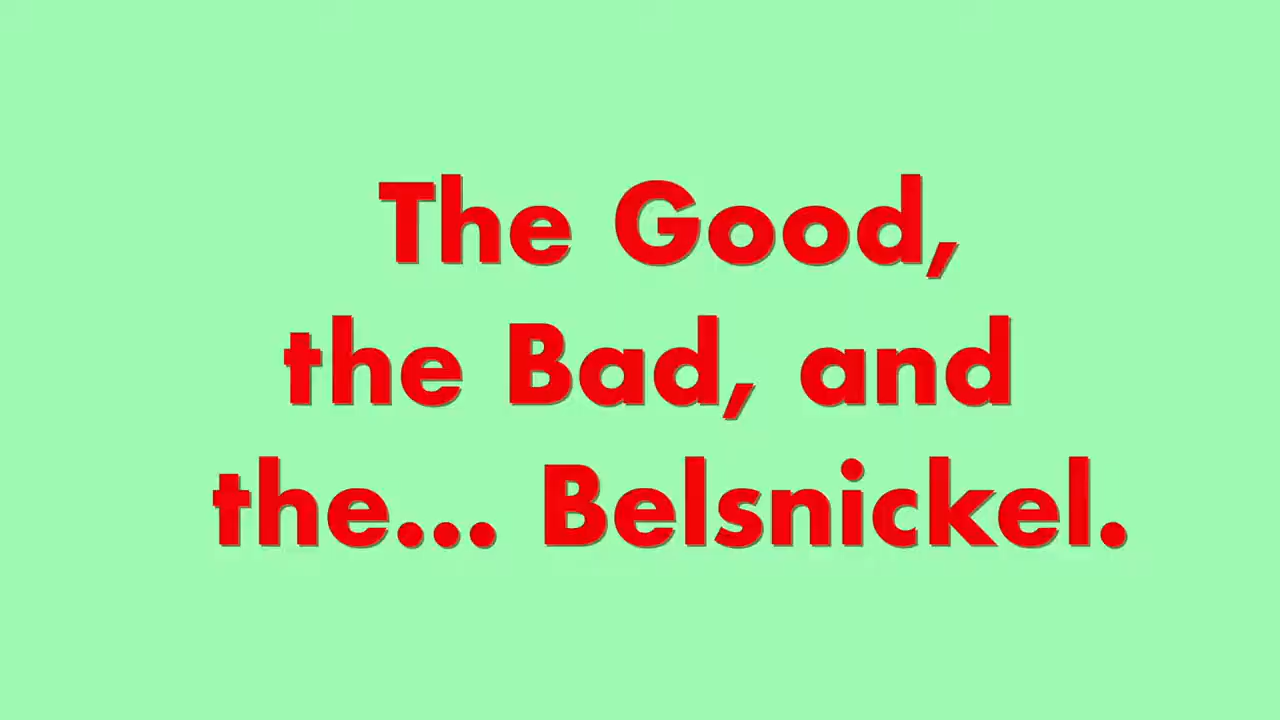 The Good,
the Bad, and
the... Belsnickel.